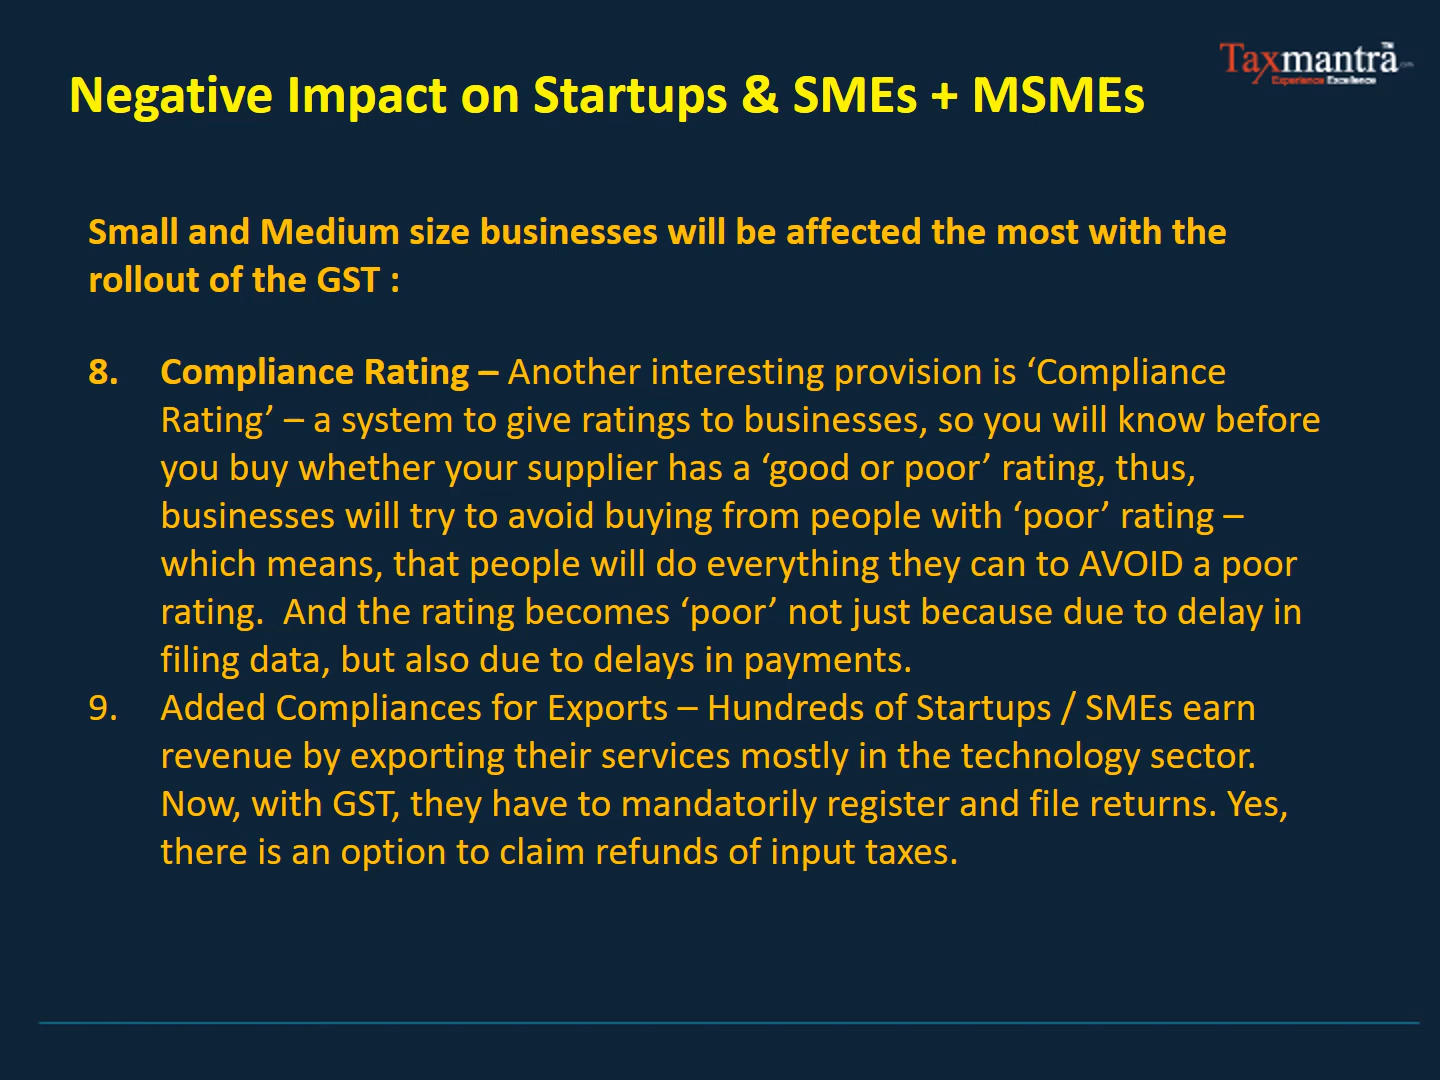 Taxmantra™
Experience Excellence
Negative Impact on Startups & SMEs + MSMEs
Small and Medium size businesses will be affected the most with the
rollout of the GST :
8. Compliance Rating – Another interesting provision is ‘Compliance
Rating’ – a system to give ratings to businesses, so you will know before
you buy whether your supplier has a ‘good or poor’ rating, thus,
businesses will try to avoid buying from people with ‘poor’ rating –
which means, that people will do everything they can to AVOID a poor
rating.  And the rating becomes ‘poor’ not just because due to delay in
filing data, but also due to delays in payments.
9. Added Compliances for Exports – Hundreds of Startups / SMEs earn
revenue by exporting their services mostly in the technology sector.
Now, with GST, they have to mandatorily register and file returns. Yes,
there is an option to claim refunds of input taxes.